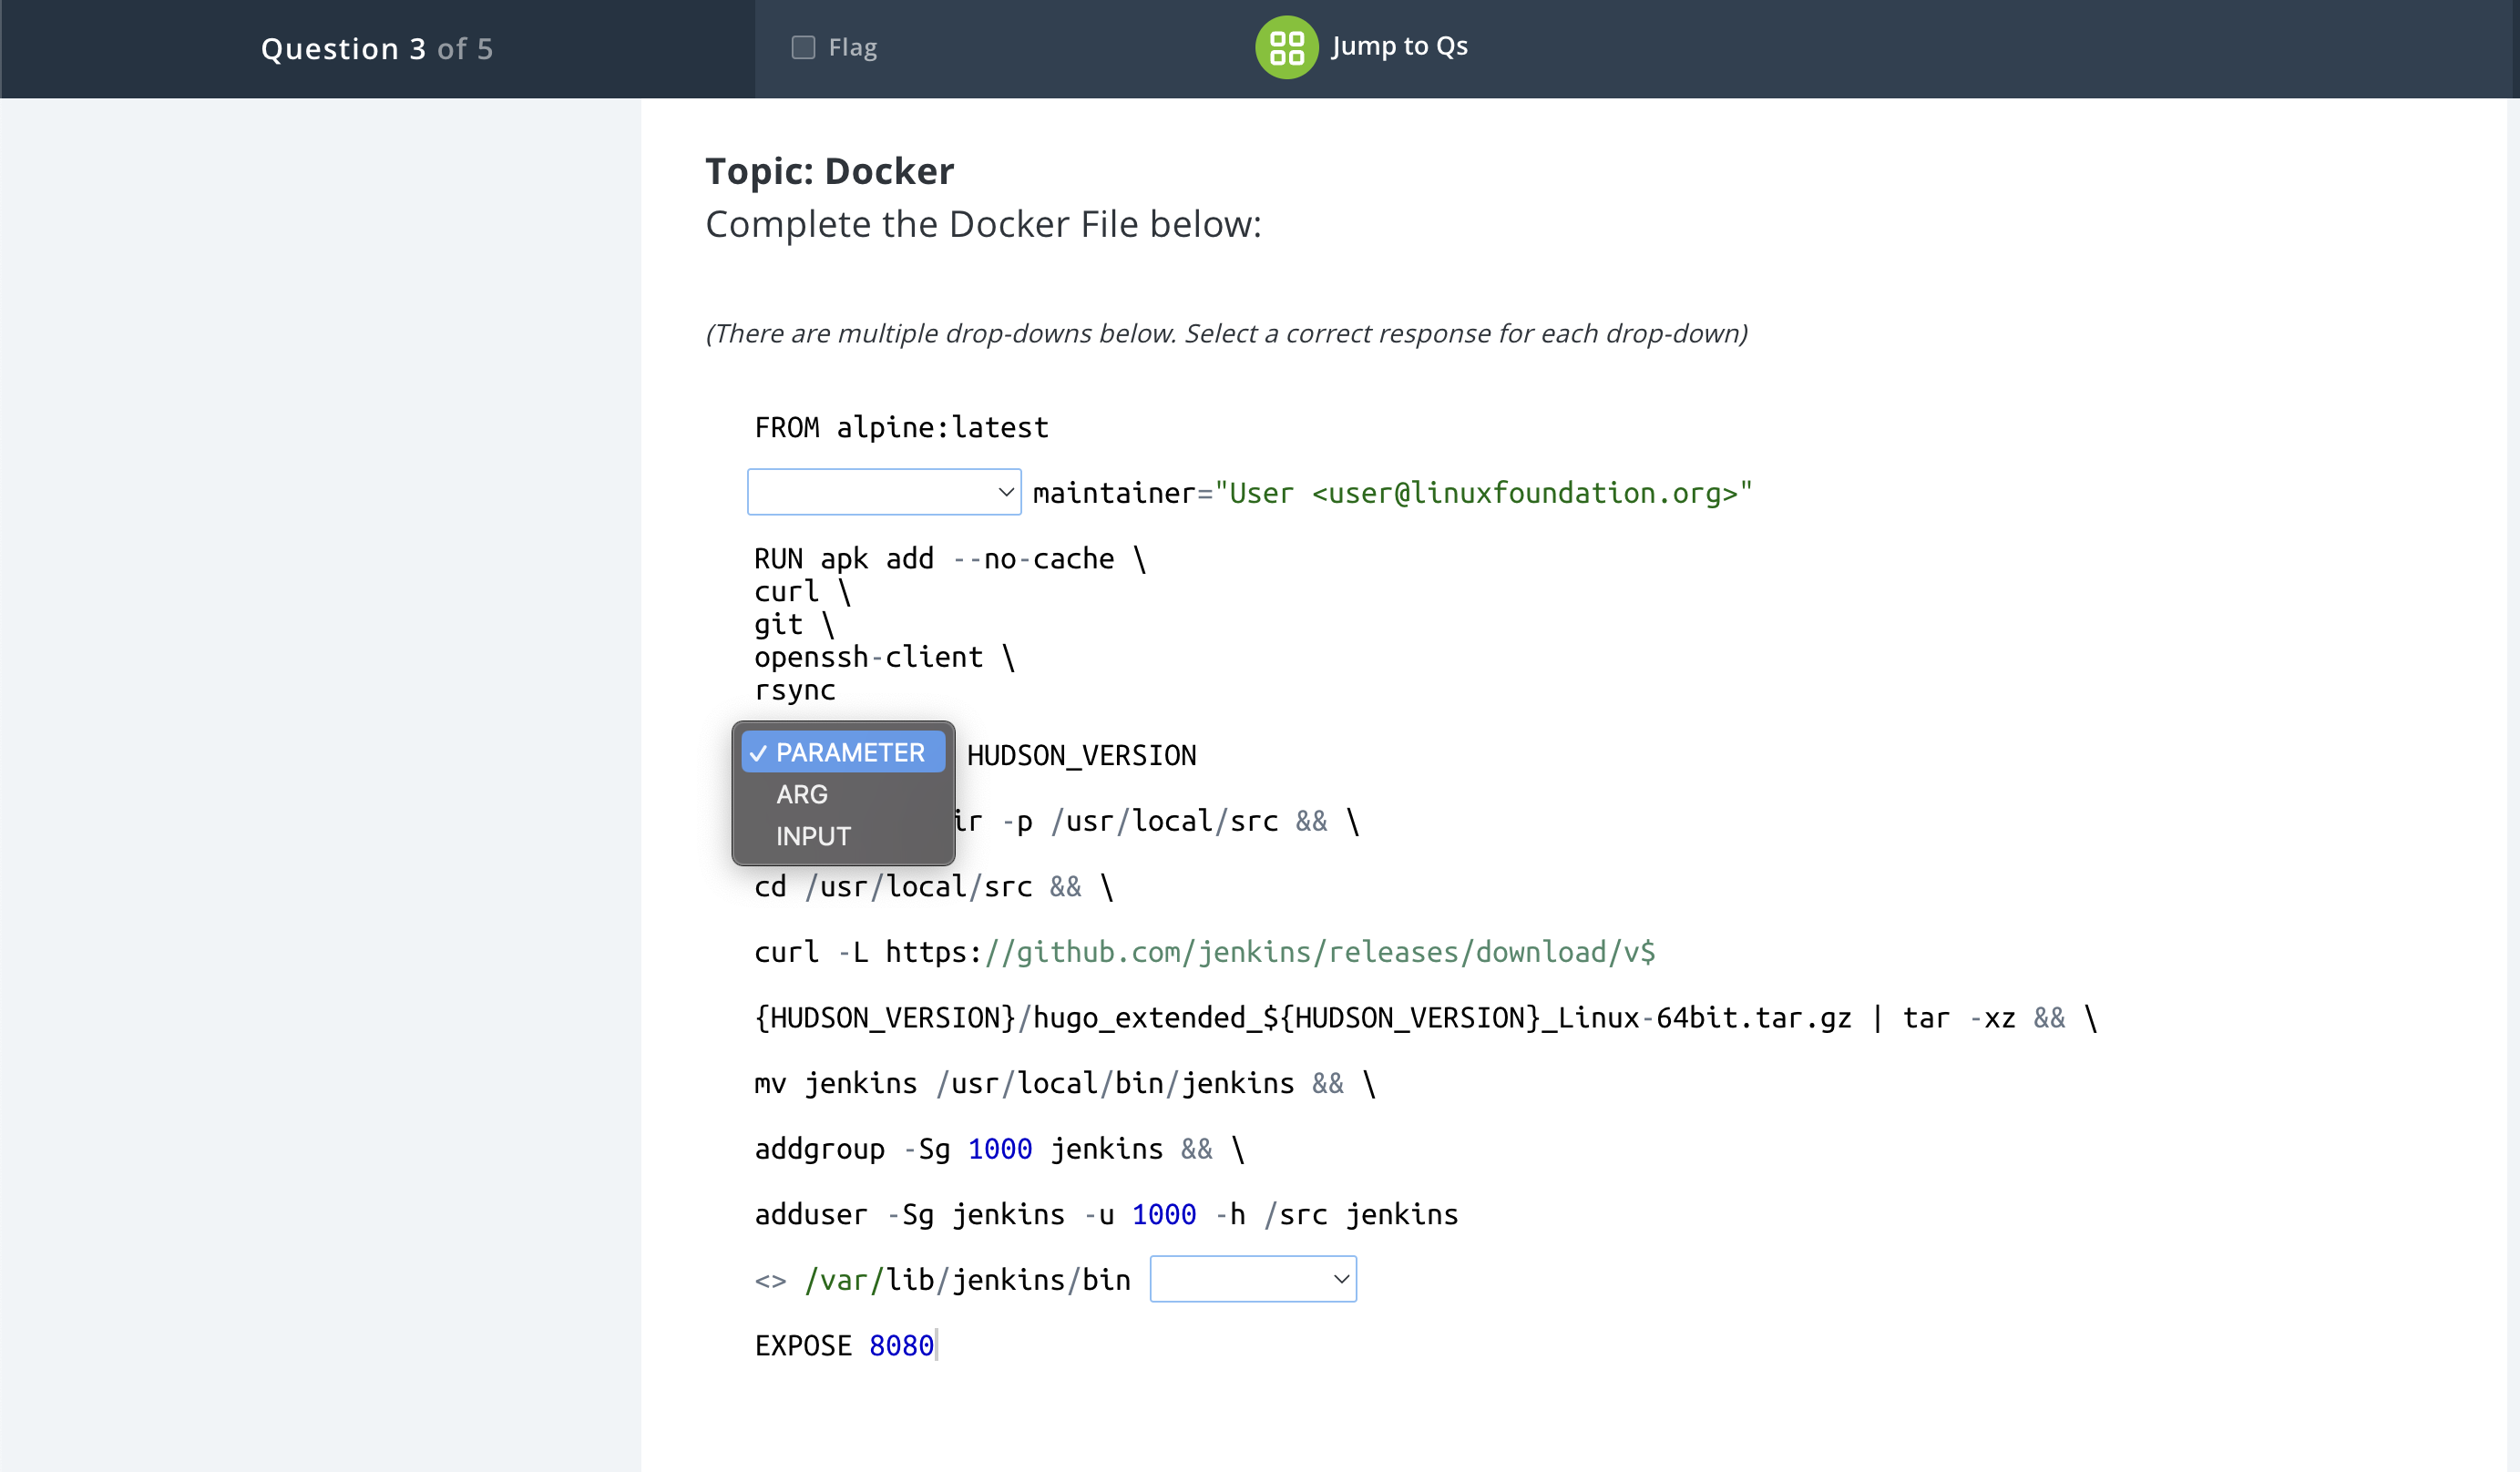 Question 3 of 5
Flag
Jump to Qs
Topic: Docker
Complete the Docker File below:
(There are multiple drop-downs below. Select a correct response for each drop-down)
FROM alpine:latest
maintainer="User <user@linuxfoundation.org>"
RUN apk add --no-cache \
curl \
git \
openssh-client \
rsync
✓ PARAMETER
ARG
INPUT
HUDSON_VERSION
ir -p /usr/local/src && \
cd /usr/local/src && \
curl -L https://github.com/jenkins/releases/download/v$
{HUDSON_VERSION}/hugo_extended_${HUDSON_VERSION}_Linux-64bit.tar.gz | tar -xz && \
mv jenkins /usr/local/bin/jenkins && \
addgroup -Sg 1000 jenkins && \
adduser -Sg jenkins -u 1000 -h /src jenkins
<> /var/lib/jenkins/bin
EXPOSE 8080